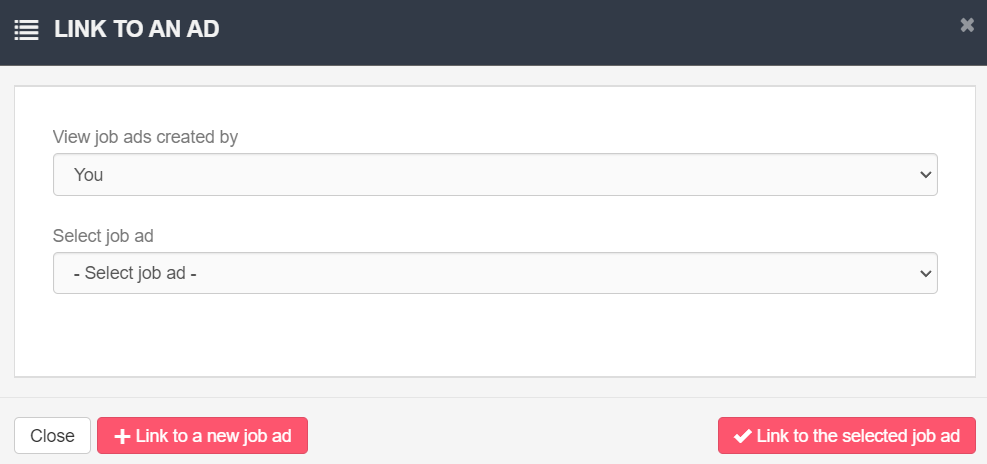 LINK TO AN AD
View job ads created by
You
Select job ad
- Select job ad -
Close
Link to a new job ad
Link to the selected job ad